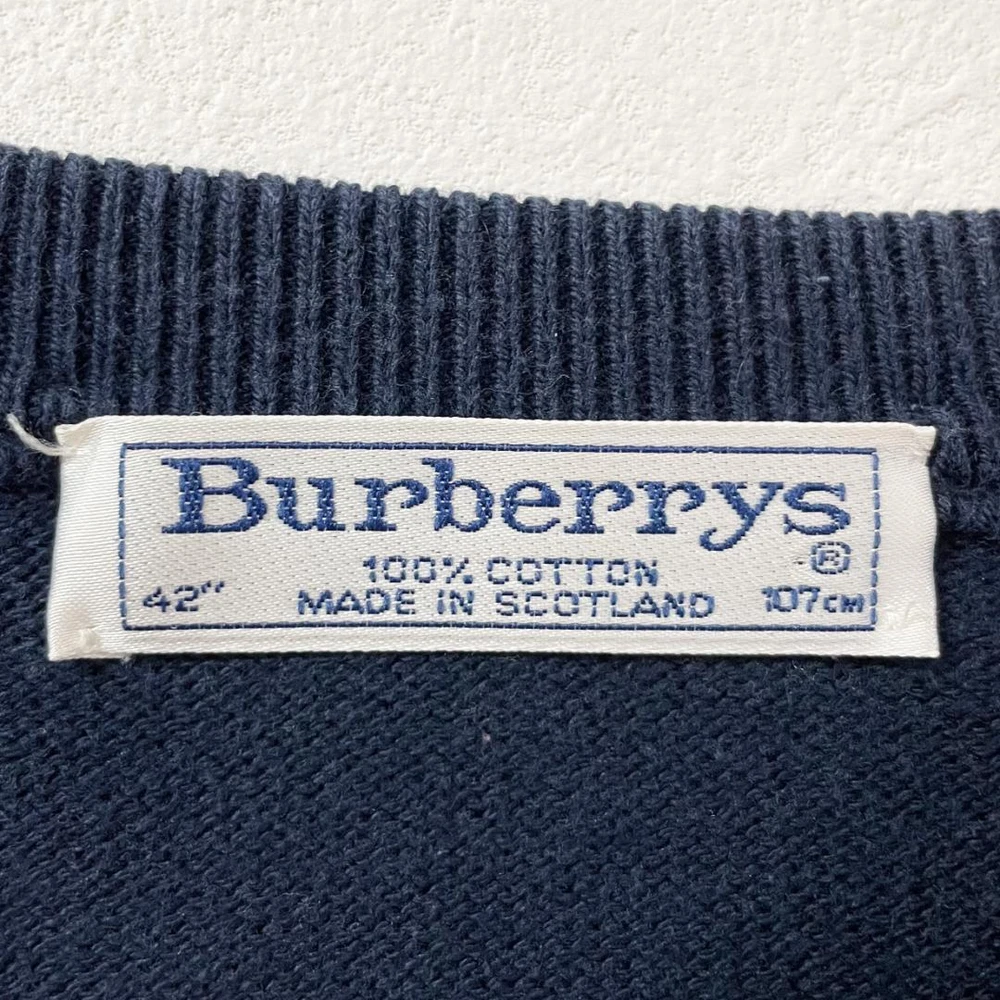 Burberrys
®
100% COTTON
42" MADE IN SCOTLAND 107CM